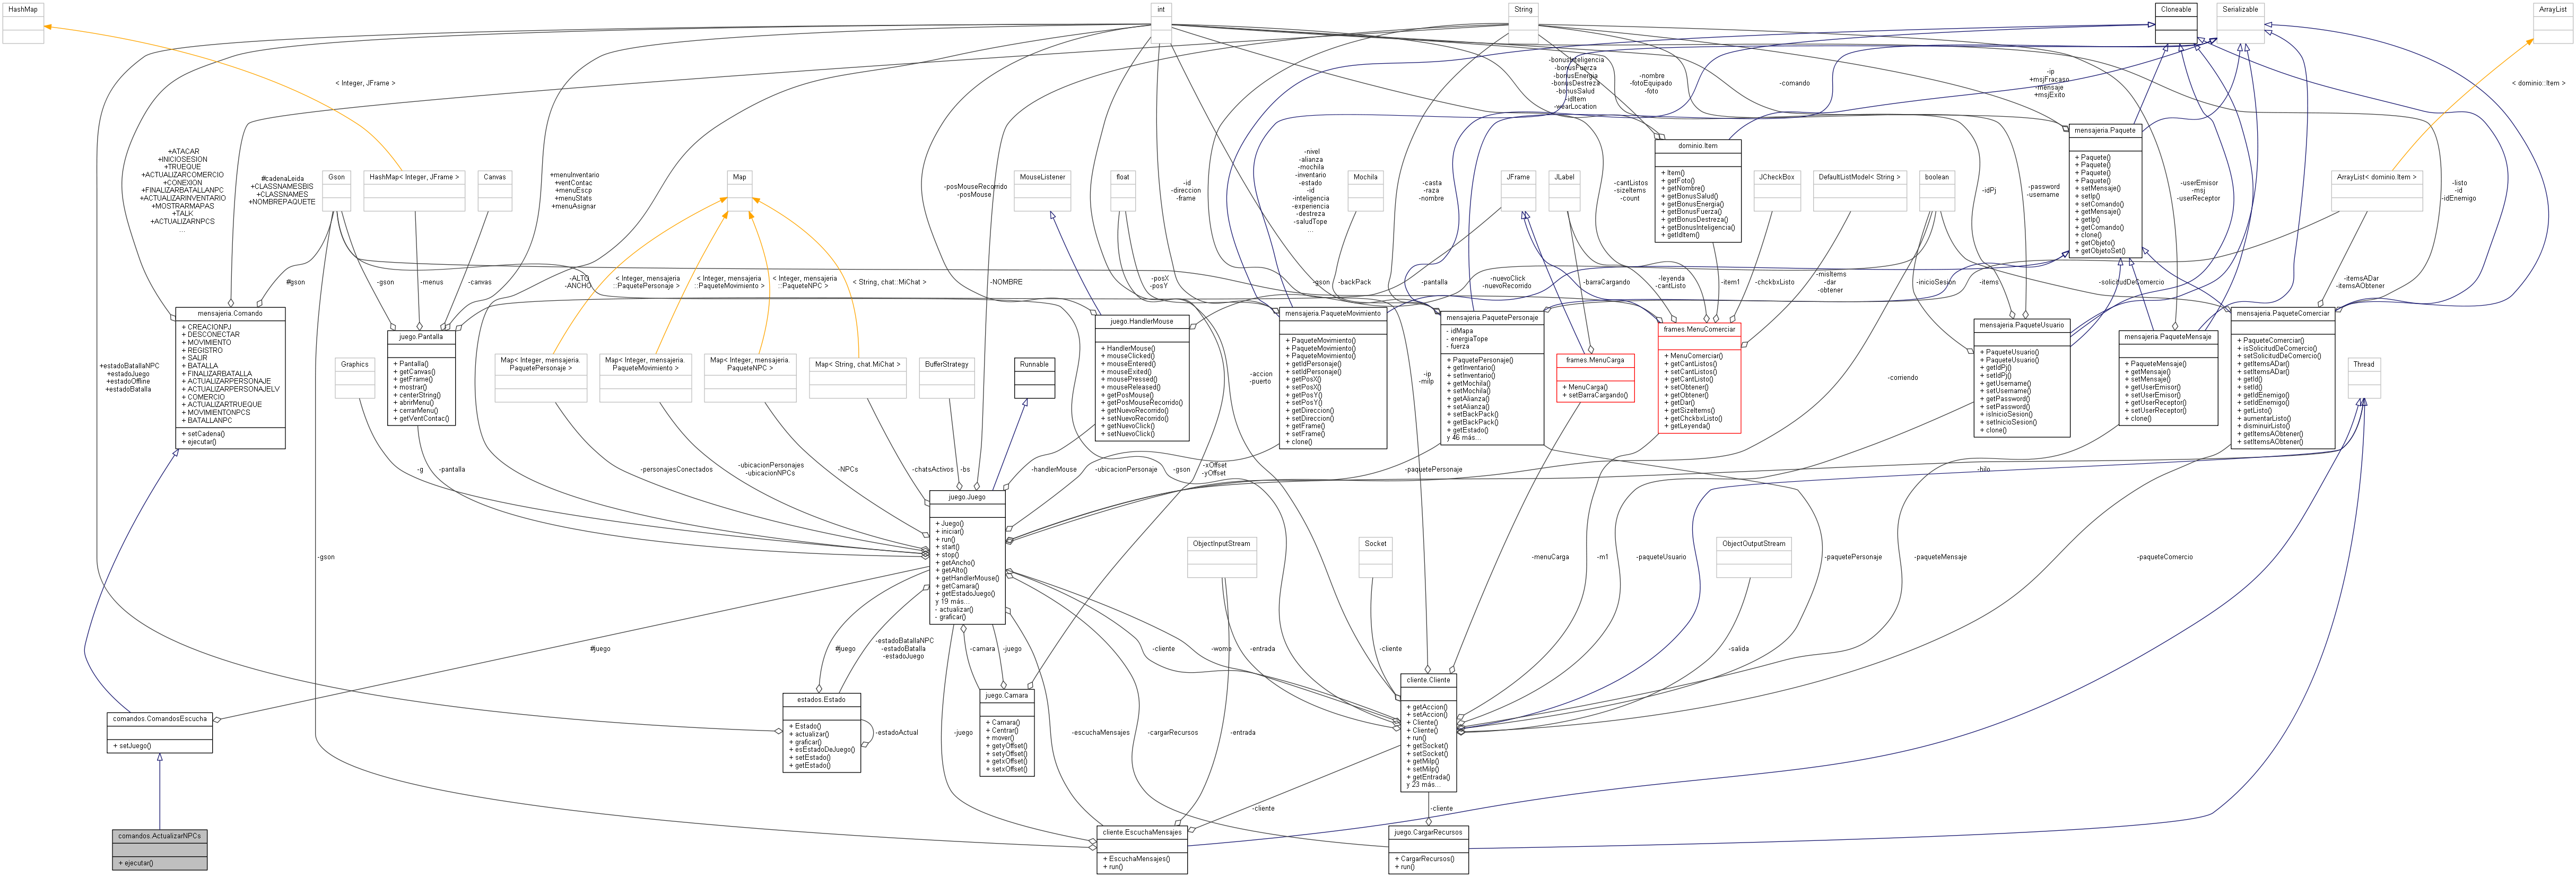 HashMap
int
String
Cloneable
Serializable
ArrayList
< Integer, JFrame >
-bonusInteligencia
-bonusFuerza
-bonusEnergia
-bonusDestreza
-bonusSalud
-idItem
-wearLocation
-nombre
-fotoEquipado
-foto
-comando
-ip
+msjFracaso
-mensaje
+msjExito
< dominio::Item >
+ATACAR
+INICIOSESION
+TRUEQUE
+ACTUALIZARCOMERCIO
+CONEXION
+FINALIZARBATALLANPC
+ACTUALIZARINVENTARIO
+MOSTRARMAPAS
+TALK
+ACTUALIZARNPCS
...
#cadenaLeida
+CLASSNAMESBIS
+CLASSNAMES
+NOMBREPAQUETE
Gson
HashMap< Integer, JFrame >
Canvas
+menuInventario
+ventContac
+menuEscp
+menuStats
+menuAsignar
Map
-posMouseRecorrido
-posMouse
MouseListener
float
-id
-direccion
-frame
-nivel
-alianza
-mochila
-inventario
-estado
-id
-inteligencia
-experiencia
-destreza
-saludTope
...
Mochila
-casta
-raza
-nombre
JFrame
JLabel
-cantListos
-sizeItems
-count
dominio.Item
+ Item()
+ getFoto()
+ getNombre()
+ getBonusSalud()
+ getBonusEnergia()
+ getBonusFuerza()
+ getBonusDestreza()
+ getBonusInteligencia()
+ getIdItem()
JCheckBox
DefaultListModel< String >
boolean
-idPj
-password
-username
mensajeria.Paquete
+ Paquete()
+ Paquete()
+ Paquete()
+ Paquete()
+ setMensaje()
+ setIp()
+ setComando()
+ getMensaje()
+ getIp()
+ getComando()
+ clone()
+ getObjeto()
+ getObjetoSet()
-userEmisor
-msj
-userReceptor
ArrayList< dominio.Item >
-listo
-id
-idEnemigo
#gson
-gson
-menus
-canvas
-ALTO
-ANCHO
< Integer, mensajeria
::PaquetePersonaje >
< Integer, mensajeria
::PaqueteMovimiento >
< Integer, mensajeria
::PaqueteNPC >
< String, chat::MiChat >
-NOMBRE
-posX
-posY
-gson
-backPack
-pantalla
-nuevoClick
-nuevoRecorrido
-barraCargando
-leyenda
-cantListo
-item1
-chckbxListo
-misItems
-dar
-obtener
-inicioSesion
-items
-solicitudDeComercio
-itemsADar
-itemsAObtener
mensajeria.Comando
+ CREACIONPJ
+ DESCONECTAR
+ MOVIMIENTO
+ REGISTRO
+ SALIR
+ BATALLA
+ FINALIZARBATALLA
+ ACTUALIZARPERSONAJE
+ ACTUALIZARPERSONAJELV
+ COMERCIO
+ ACTUALIZARTRUEQUE
+ MOVIMIENTONPCS
+ BATALLANPC
+ setCadena()
+ ejecutar()
juego.Pantalla
+ Pantalla()
+ getCanvas()
+ getFrame()
+ mostrar()
+ centerString()
+ abrirMenu()
+ cerrarMenu()
+ getVentContac()
juego.HandlerMouse
+ HandlerMouse()
+ mouseClicked()
+ mouseEntered()
+ mouseExited()
+ mousePressed()
+ mouseReleased()
+ getPosMouse()
+ getPosMouseRecorrido()
+ getNuevoRecorrido()
+ setNuevoRecorrido()
+ getNuevoClick()
+ setNuevoClick()
mensajeria.PaqueteMovimiento
+ PaqueteMovimiento()
+ PaqueteMovimiento()
+ PaqueteMovimiento()
+ getIdPersonaje()
+ setIdPersonaje()
+ getPosX()
+ setPosX()
+ getPosY()
+ setPosY()
+ getDireccion()
+ setDireccion()
+ getFrame()
+ setFrame()
+ clone()
mensajeria.PaquetePersonaje
- idMapa
- energiaTope
- fuerza
+ PaquetePersonaje()
+ getInventario()
+ setInventario()
+ getMochila()
+ setMochila()
+ getAlianza()
+ setAlianza()
+ setBackPack()
+ getBackPack()
+ getEstado()
y 46 más...
frames.MenuCarga
+ MenuCarga()
+ setBarraCargando()
frames.MenuComerciar
+ MenuComerciar()
+ getCantListos()
+ setCantListos()
+ getCantListo()
+ setObtener()
+ getObtener()
+ getDar()
+ getSizeItems()
+ getChckbxListo()
+ getLeyenda()
mensajeria.PaqueteUsuario
+ PaqueteUsuario()
+ PaqueteUsuario()
+ getIdPj()
+ setIdPj()
+ getUsername()
+ setUsername()
+ getPassword()
+ setPassword()
+ isInicioSesion()
+ setInicioSesion()
+ clone()
mensajeria.PaqueteMensaje
+ PaqueteMensaje()
+ getMensaje()
+ setMensaje()
+ getUserEmisor()
+ setUserEmisor()
+ getUserReceptor()
+ setUserReceptor()
+ clone()
mensajeria.PaqueteComerciar
+ PaqueteComerciar()
+ isSolicitudDeComercio()
+ setSolicitudDeComercio()
+ getItemsADar()
+ setItemsADar()
+ getId()
+ setId()
+ getIdEnemigo()
+ setIdEnemigo()
+ getListo()
+ aumentarListo()
+ disminuirListo()
+ getItemsAObtener()
+ setItemsAObtener()
Thread
+estadoBatallaNPC
+estadoJuego
+estadoOffline
+estadoBatalla
Graphics
Map< Integer, mensajeria.
PaquetePersonaje >
Map< Integer, mensajeria.
PaqueteMovimiento >
Map< Integer, mensajeria.
PaqueteNPC >
Map< String, chat.MiChat >
BufferStrategy
Runnable
-accion
-puerto
-ip
-miIp
-corriendo
-g
-pantalla
-personajesConectados
-ubicacionPersonajes
-ubicacionNPCs
-NPCs
-chatsActivos
-bs
-handlerMouse
-ubicacionPersonaje
-gson
-xOffset
-yOffset
-paquetePersonaje
-hilo
juego.Juego
+ Juego()
+ iniciar()
+ run()
+ start()
+ stop()
+ getAncho()
+ getAlto()
+ getHandlerMouse()
+ getCamara()
+ getEstadoJuego()
y 19 más...
- actualizar()
- graficar()
-gson
ObjectInputStream
Socket
ObjectOutputStream
-menuCarga
-m1
-paqueteUsuario
-paquetePersonaje
-paqueteMensaje
-paqueteComercio
#juego
#juego
-estadoBatallaNPC
-estadoBatalla
-estadoJuego
-camara
-juego
-cliente
-wome
-entrada
-cliente
-salida
comandos.ComandosEscucha
+ setJuego()
estados.Estado
+ Estado()
+ actualizar()
+ graficar()
+ esEstadoDeJuego()
+ setEstado()
+ getEstado()
-estadoActual
juego.Camara
+ Camara()
+ Centrar()
+ mover()
+ getyOffset()
+ setyOffset()
+ getxOffset()
+ setxOffset()
cliente.Cliente
+ getAccion()
+ setAccion()
+ Cliente()
+ Cliente()
+ run()
+ getSocket()
+ setSocket()
+ getMiIp()
+ setMiIp()
+ getEntrada()
y 23 más...
-juego
-escuchaMensajes
-cargarRecursos
-entrada
-cliente
-cliente
comandos.ActualizarNPCs
+ ejecutar()
cliente.EscuchaMensajes
+ EscuchaMensajes()
+ run()
juego.CargarRecursos
+ CargarRecursos()
+ run()